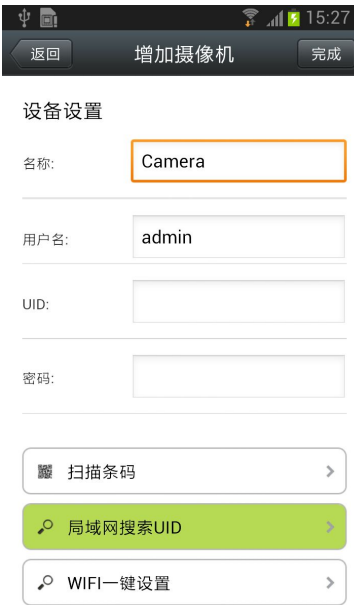 15:27
返回
增加摄像机
完成
设备设置
名称:
Camera
用户名:
admin
UID:
密码:
扫描条码
局域网搜索UID
WIFI一键设置